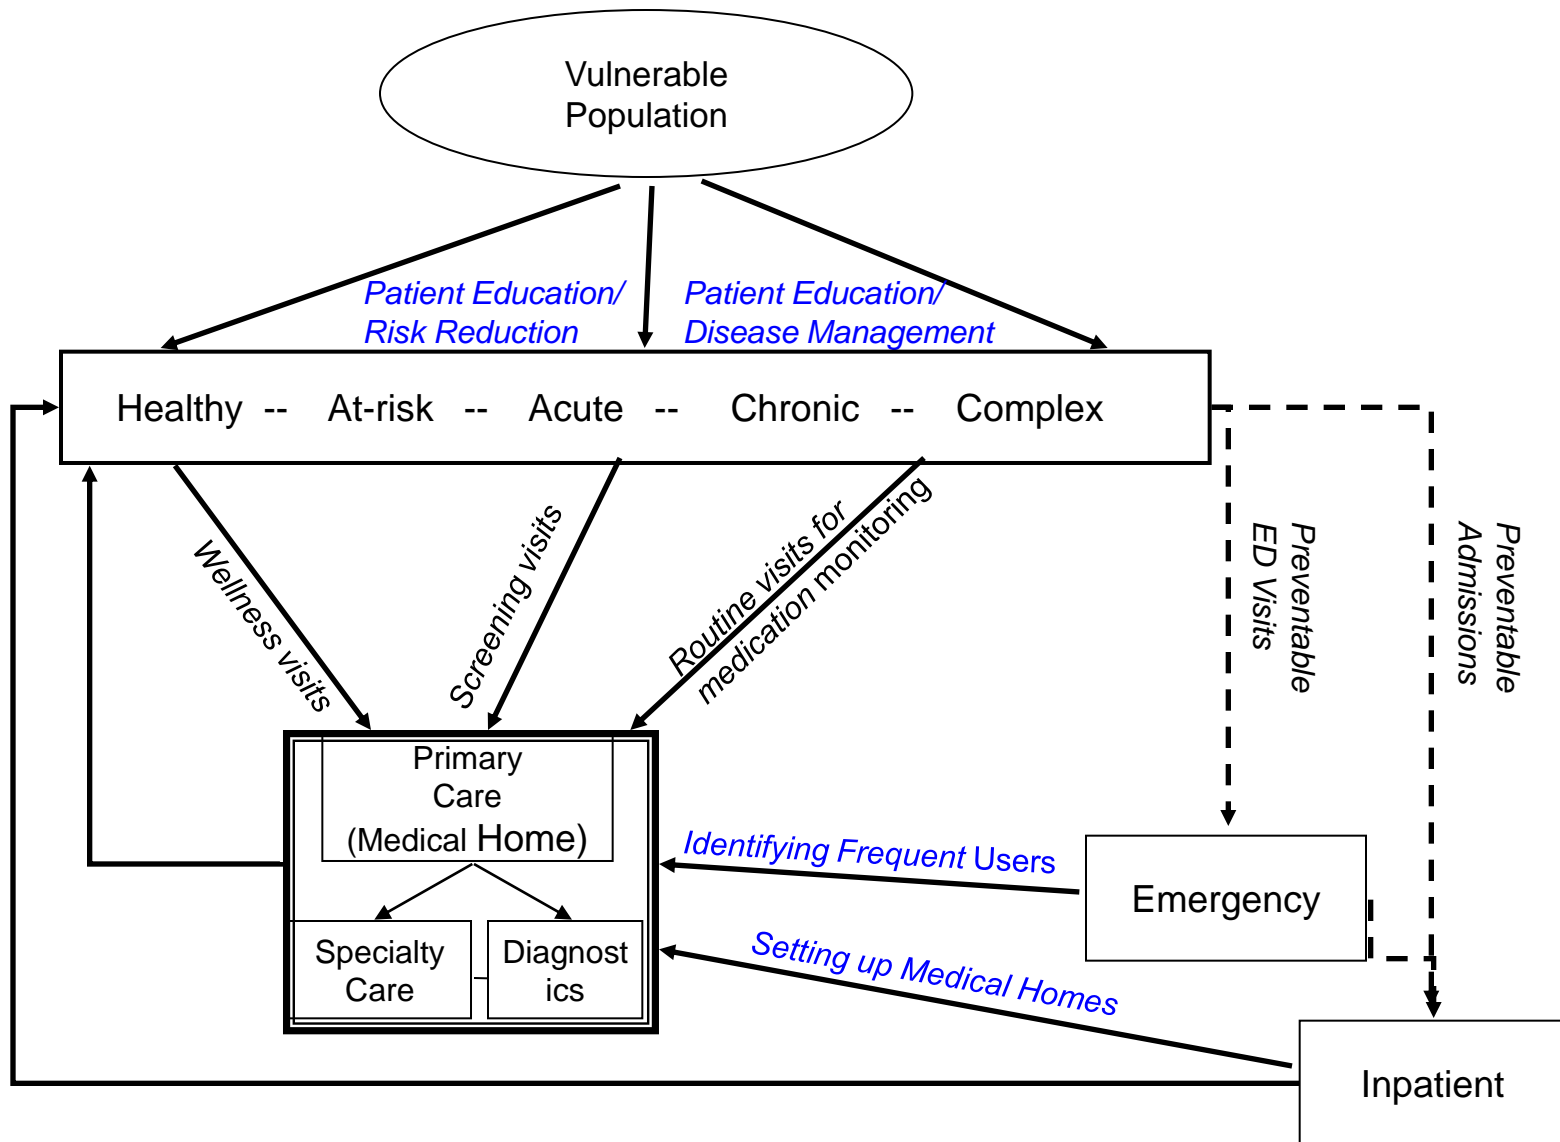 Vulnerable
Population
Patient Education/
Risk Reduction
Patient Education/
Disease Management
Healthy -- At-risk -- Acute -- Chronic -- Complex
Wellness visits
Screening visits
Routine visits for
medication monitoring
Preventable
ED Visits
Preventable
Admissions
Primary
Care
(Medical Home)
Identifying Frequent Users
Emergency
Specialty
Care
Diagnost
ics
Setting up Medical Homes
Inpatient